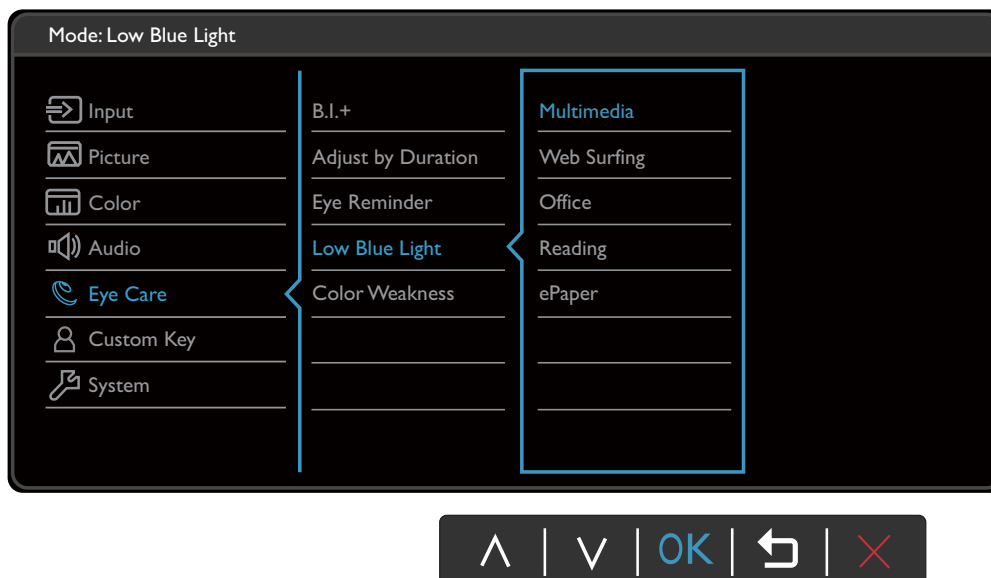 Mode: Low Blue Light
Input
Picture
Color
Audio
Eye Care
Custom Key
System
B.I.+
Adjust by Duration
Eye Reminder
Low Blue Light
Color Weakness
Multimedia
Web Surfing
Office
Reading
ePaper
OK